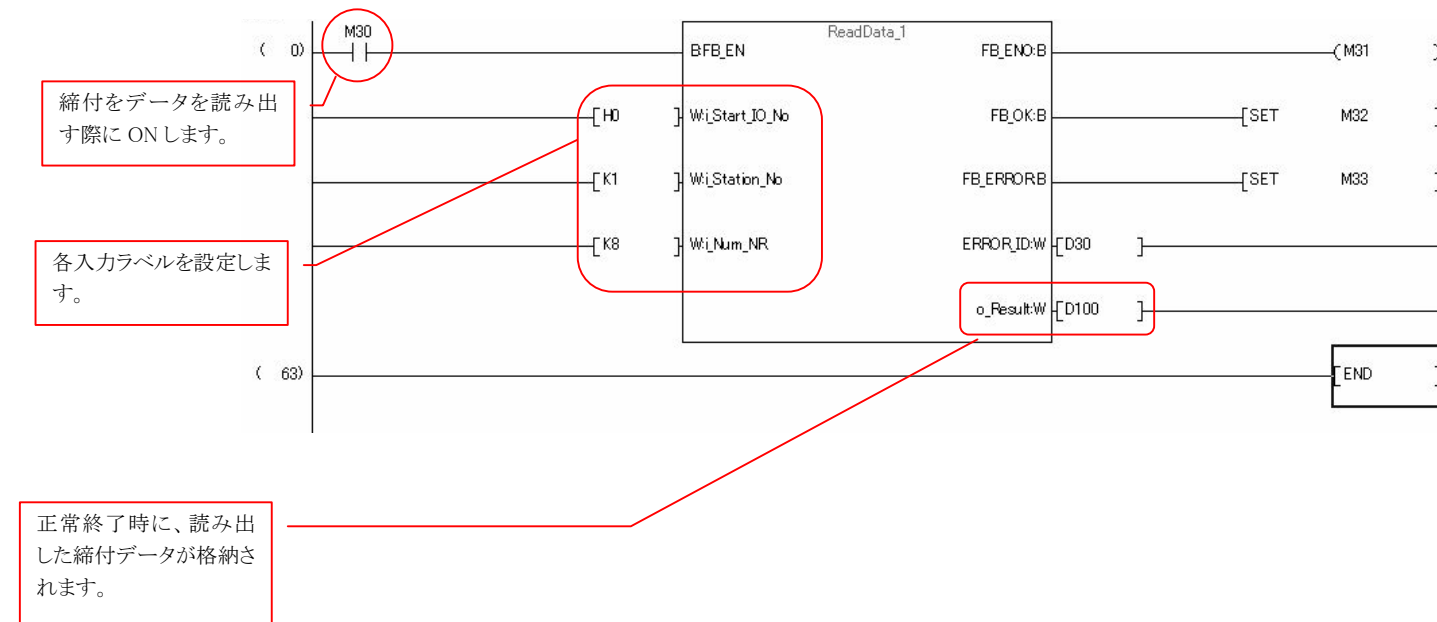 ReadData_1
( 0) M30 B:FB_EN FB_ENO:B (M31 )
締付をデータを読み出
す際に ON します。
[H0 ] W:i_Start_IO_No FB_OK:B [SET M32 ]
[K1 ] W:i_Station_No FB_ERROR:B [SET M33 ]
[K8 ] W:i_Num_NR ERROR_ID:W [D30 ]
各入力ラベルを設定しま
す。
o_Result:W [D100 ]
( 63) [END ]
正常終了時に、読み出
した締付データが格納さ
れます。